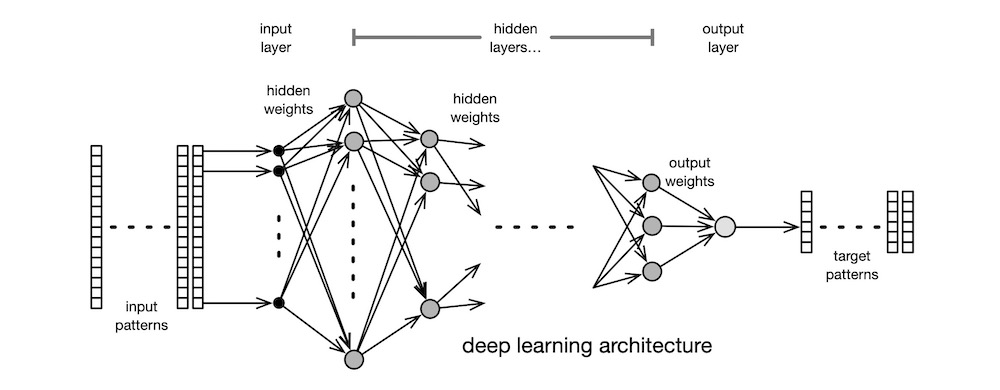 input
layer
hidden
layers...
output
layer
hidden
weights
hidden
weights
output
weights
input
patterns
target
patterns
deep learning architecture